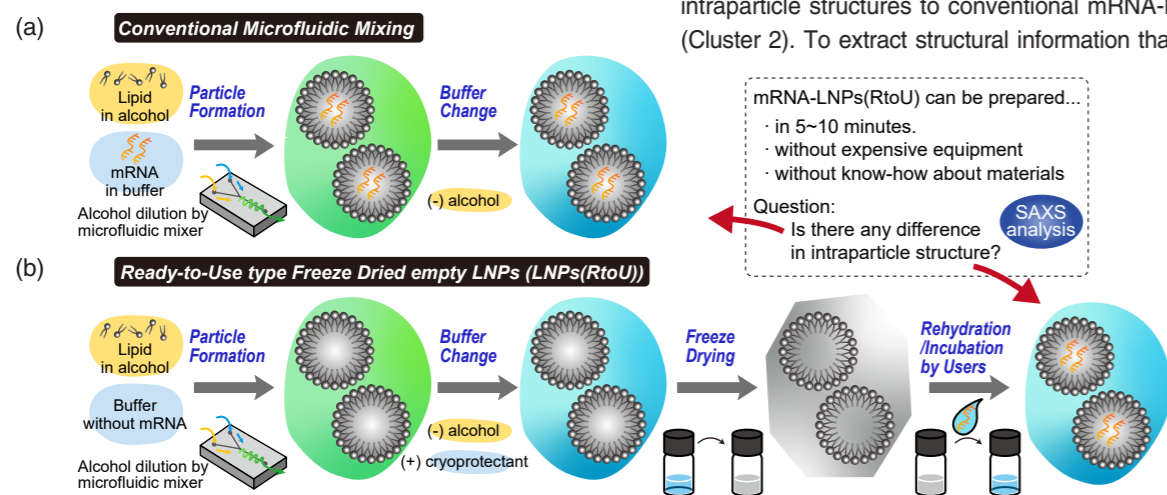 intraparticle structures to conventional mRNA-L
(Cluster 2). To extract structural information tha
(a)
Conventional Microfluidic Mixing
Lipid
in alcohol
mRNA
in buffer
Alcohol dilution by
microfluidic mixer
Particle
Formation
Buffer
Change
(-) alcohol
mRNA-LNPs(RtoU) can be prepared...
· in 5~10 minutes.
· without expensive equipment
· without know-how about materials
Question:
Is there any difference
in intraparticle structure?
SAXS
analysis
(b)
Ready-to-Use type Freeze Dried empty LNPs (LNPs(RtoU))
Lipid
in alcohol
Buffer
without mRNA
Alcohol dilution by
microfluidic mixer
Particle
Formation
Buffer
Change
(-) alcohol
(+) cryoprotectant
Freeze
Drying
Rehydration
/Incubation
by Users